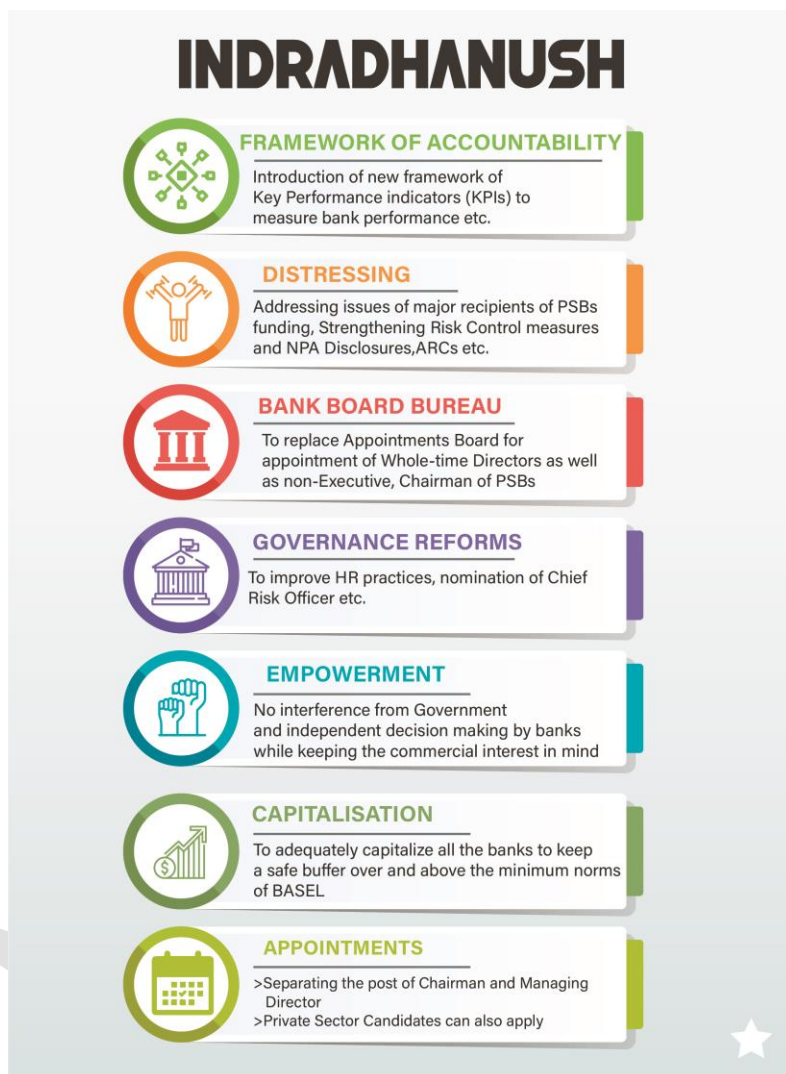 INDRADHANUSH
FRAMEWORK OF ACCOUNTABILITY
Introduction of new framework of
Key Performance indicators (KPIs) to
measure bank performance etc.
DISTRESSING
Addressing issues of major recipients of PSBs
funding, Strengthening Risk Control measures
and NPA Disclosures,ARCs etc.
BANK BOARD BUREAU
To replace Appointments Board for
appointment of Whole-time Directors as well
as non-Executive, Chairman of PSBs
GOVERNANCE REFORMS
To improve HR practices, nomination of Chief
Risk Officer etc.
EMPOWERMENT
No interference from Government
and independent decision making by banks
while keeping the commercial interest in mind
CAPITALISATION
To adequately capitalize all the banks to keep
a safe buffer over and above the minimum norms
of BASEL
APPOINTMENTS
>Separating the post of Chairman and Managing
Director
>Private Sector Candidates can also apply